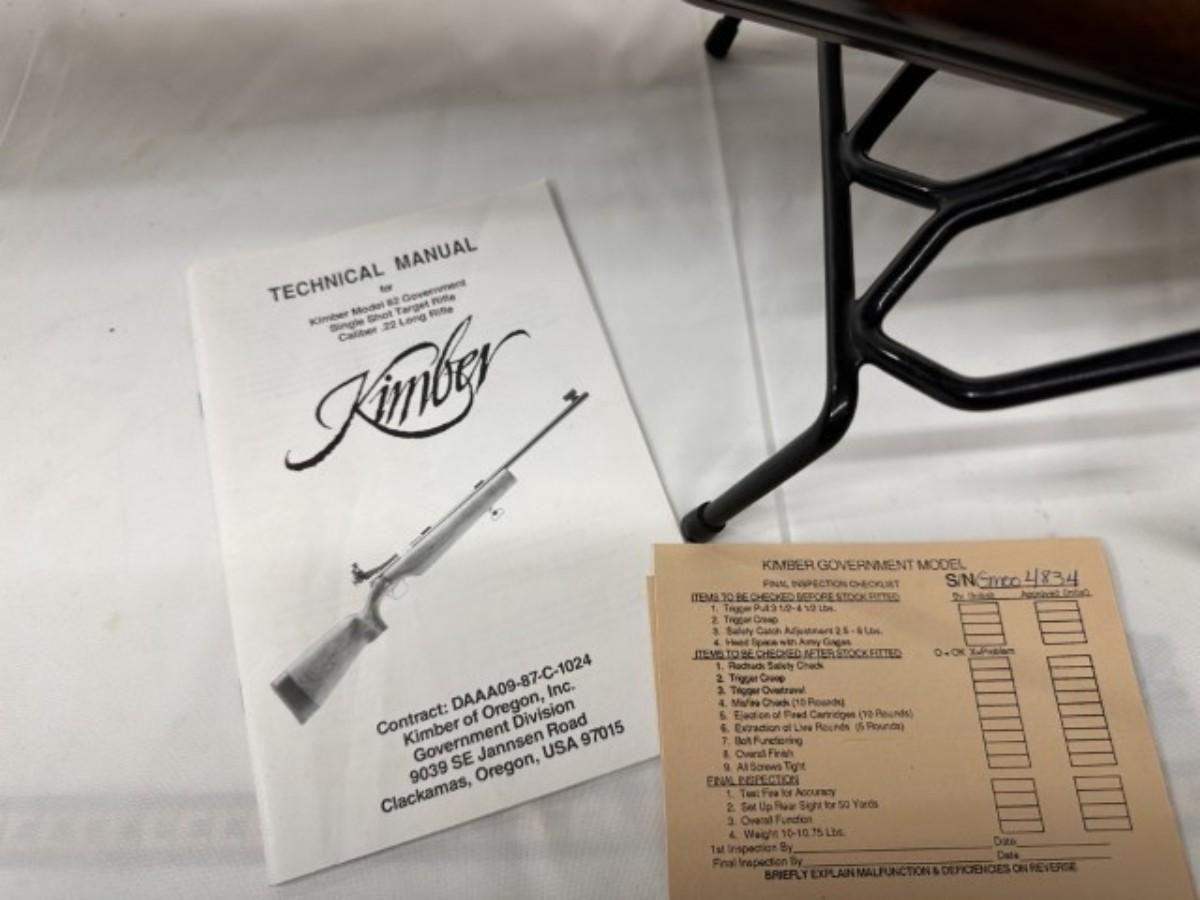 TECHNICAL MANUAL
for
Kimber Model 82 Government
Single Shot Target Rifle
Caliber .22 Long Rifle
Kimber
Contract: DAAA09-87-C-1024
Kimber of Oregon, Inc.
Government Division
9039 SE Jannsen Road
Clackamas, Oregon, USA 97015
KIMBER GOVERNMENT MODEL
FINAL INSPECTION CHECKLIST S/N Gmoo 4834
ITEMS TO BE CHECKED BEFORE STOCK FITTED By (Initial) Approved (Initial)
1. Trigger Pull 3 1/2-4 1/2 Lbs.
2. Trigger Creep
3. Safety Catch Adjustment 2.5 - 8 Lbs.
4. Head Space with Army Gages
ITEMS TO BE CHECKED AFTER STOCK FITTED O = OK X=Problem
1. Recheck Safety Check
2. Trigger Creep
3. Trigger Overtravel
4. Misfire Check (10 Rounds)
5. Ejection of Fired Cartridges (10 Rounds)
6. Extraction of Live Rounds (5 Rounds)
7. Bolt Functioning
8. Overall Finish
9. All Screws Tight
FINAL INSPECTION
1. Test Fire for Accuracy
2. Set Up Rear Sight for 50 Yards
3. Overall Function
4. Weight 10-10.75 Lbs.
1st Inspection By Date
Final Inspection By Date
BRIEFLY EXPLAIN MALFUNCTION & DEFICIENCIES ON REVERSE